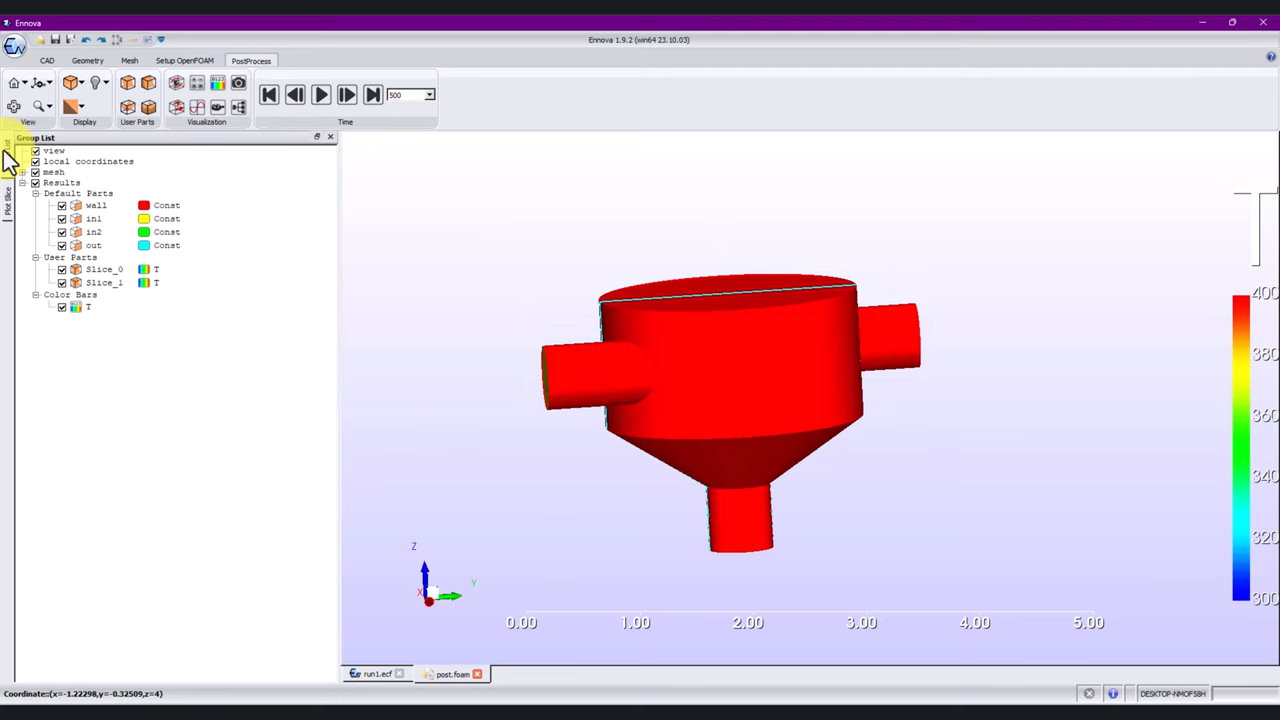 Ennova
Ennova 1.9.2 (win64 23.10.03)
CAD
Geometry
Mesh
Setup OpenFOAM
PostProcess
500
View
Display
User Parts
Visualization
Time
Group List
view
local coordinates
mesh
Results
Default Parts
wall Const
in1 Const
in2 Const
out Const
User Parts
Slice_0 T
Slice_1 T
Color Bars
T
Plot Slice
400
380
360
340
320
300
Z
X
Y
0.00 1.00 2.00 3.00 4.00 5.00
run1.ecf
post.foam
Coordinate::(x=-1.22298,y=-0.32509,z=4)
DESKTOP-NMOF58H